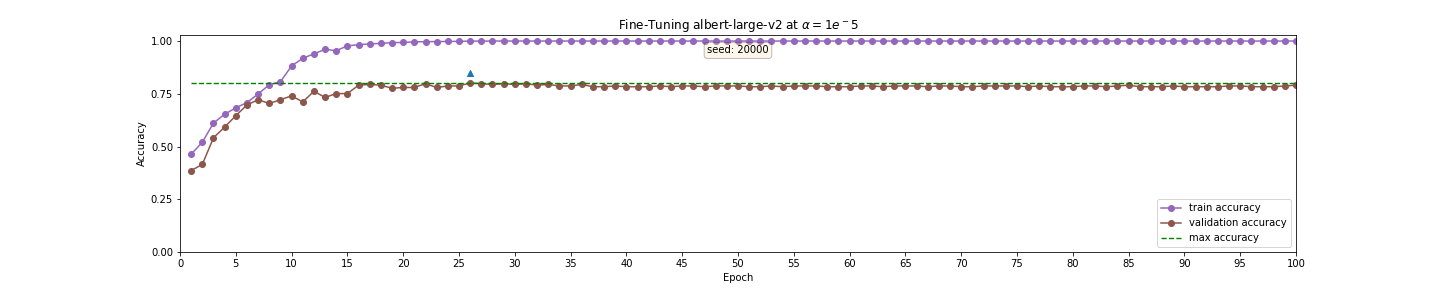 Fine-Tuning albert-large-v2 at α = 1e⁻5
1.00
0.75
0.50
0.25
0.00
Accuracy
seed: 20000
train accuracy
validation accuracy
max accuracy
0 5 10 15 20 25 30 35 40 45 50 55 60 65 70 75 80 85 90 95 100
Epoch